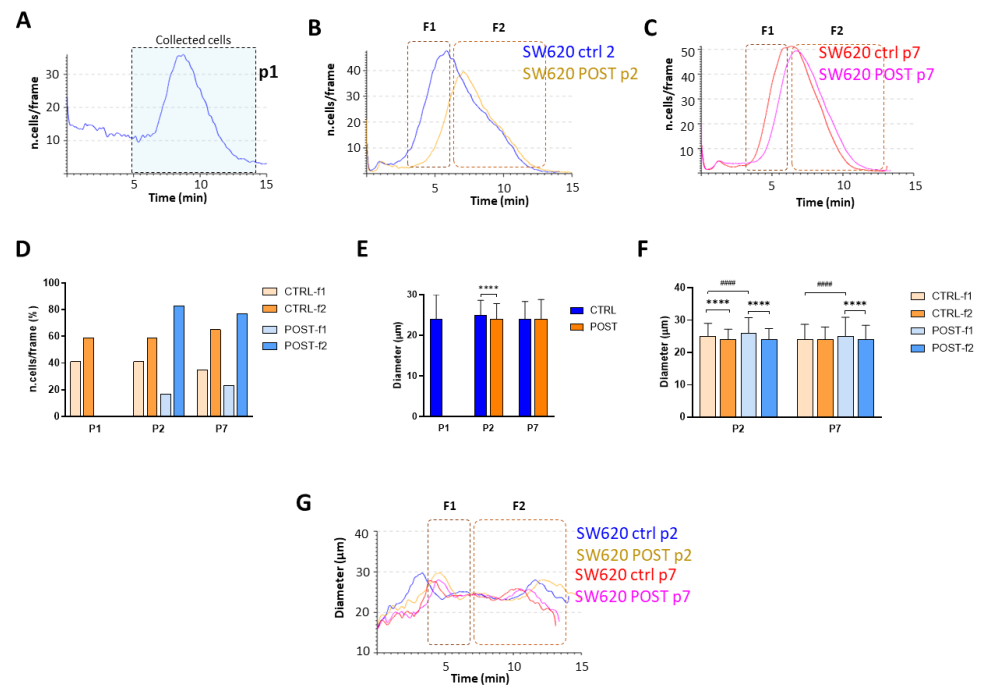 A
Collected cells
p1
n.cells/frame
30
20
10
5
10
15
Time (min)
B
F1
F2
SW620 ctrl 2
SW620 POST p2
n.cells/frame
40
30
20
10
0
5
10
15
Time (min)
C
F1
F2
SW620 ctrl p7
SW620 POST p7
n.cells/frame
50
40
30
20
10
5
10
15
Time (min)
D
n.cells/frame (%)
100
80
60
40
20
0
P1
P2
P7
CTRL-f1
CTRL-f2
POST-f1
POST-f2
E
Diameter (µm)
30
20
10
0
****
P1
P2
P7
CTRL
POST
F
Diameter (µm)
40
30
20
10
0
####
####
****
****
****
P2
P7
CTRL-f1
CTRL-f2
POST-f1
POST-f2
G
F1
F2
SW620 ctrl p2
SW620 POST p2
SW620 ctrl p7
SW620 POST p7
Diameter (µm)
40
30
20
10
5
10
15
Time (min)